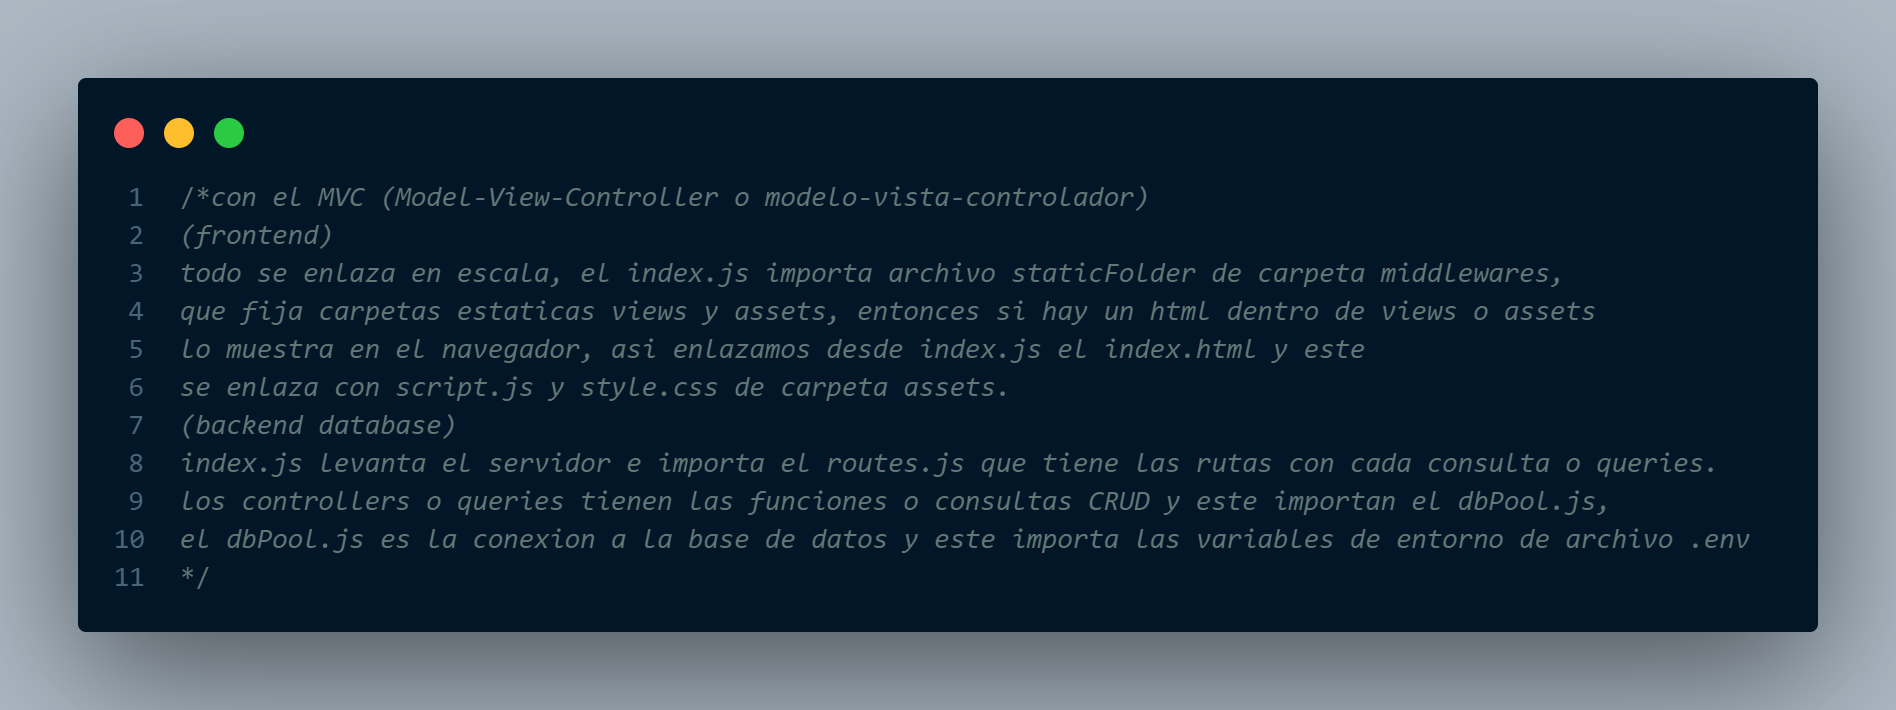 1 /*con el MVC (Model-View-Controller o modelo-vista-controlador)
2 (frontend)
3 todo se enlaza en escala, el index.js importa archivo staticFolder de carpeta middlewares,
4 que fija carpetas estaticas views y assets, entonces si hay un html dentro de views o assets
5 lo muestra en el navegador, asi enlazamos desde index.js el index.html y este
6 se enlaza con script.js y style.css de carpeta assets.
7 (backend database)
8 index.js levanta el servidor e importa el routes.js que tiene las rutas con cada consulta o queries.
9 los controllers o queries tienen las funciones o consultas CRUD y este importan el dbPool.js,
10 el dbPool.js es la conexion a la base de datos y este importa las variables de entorno de archivo .env
11 */